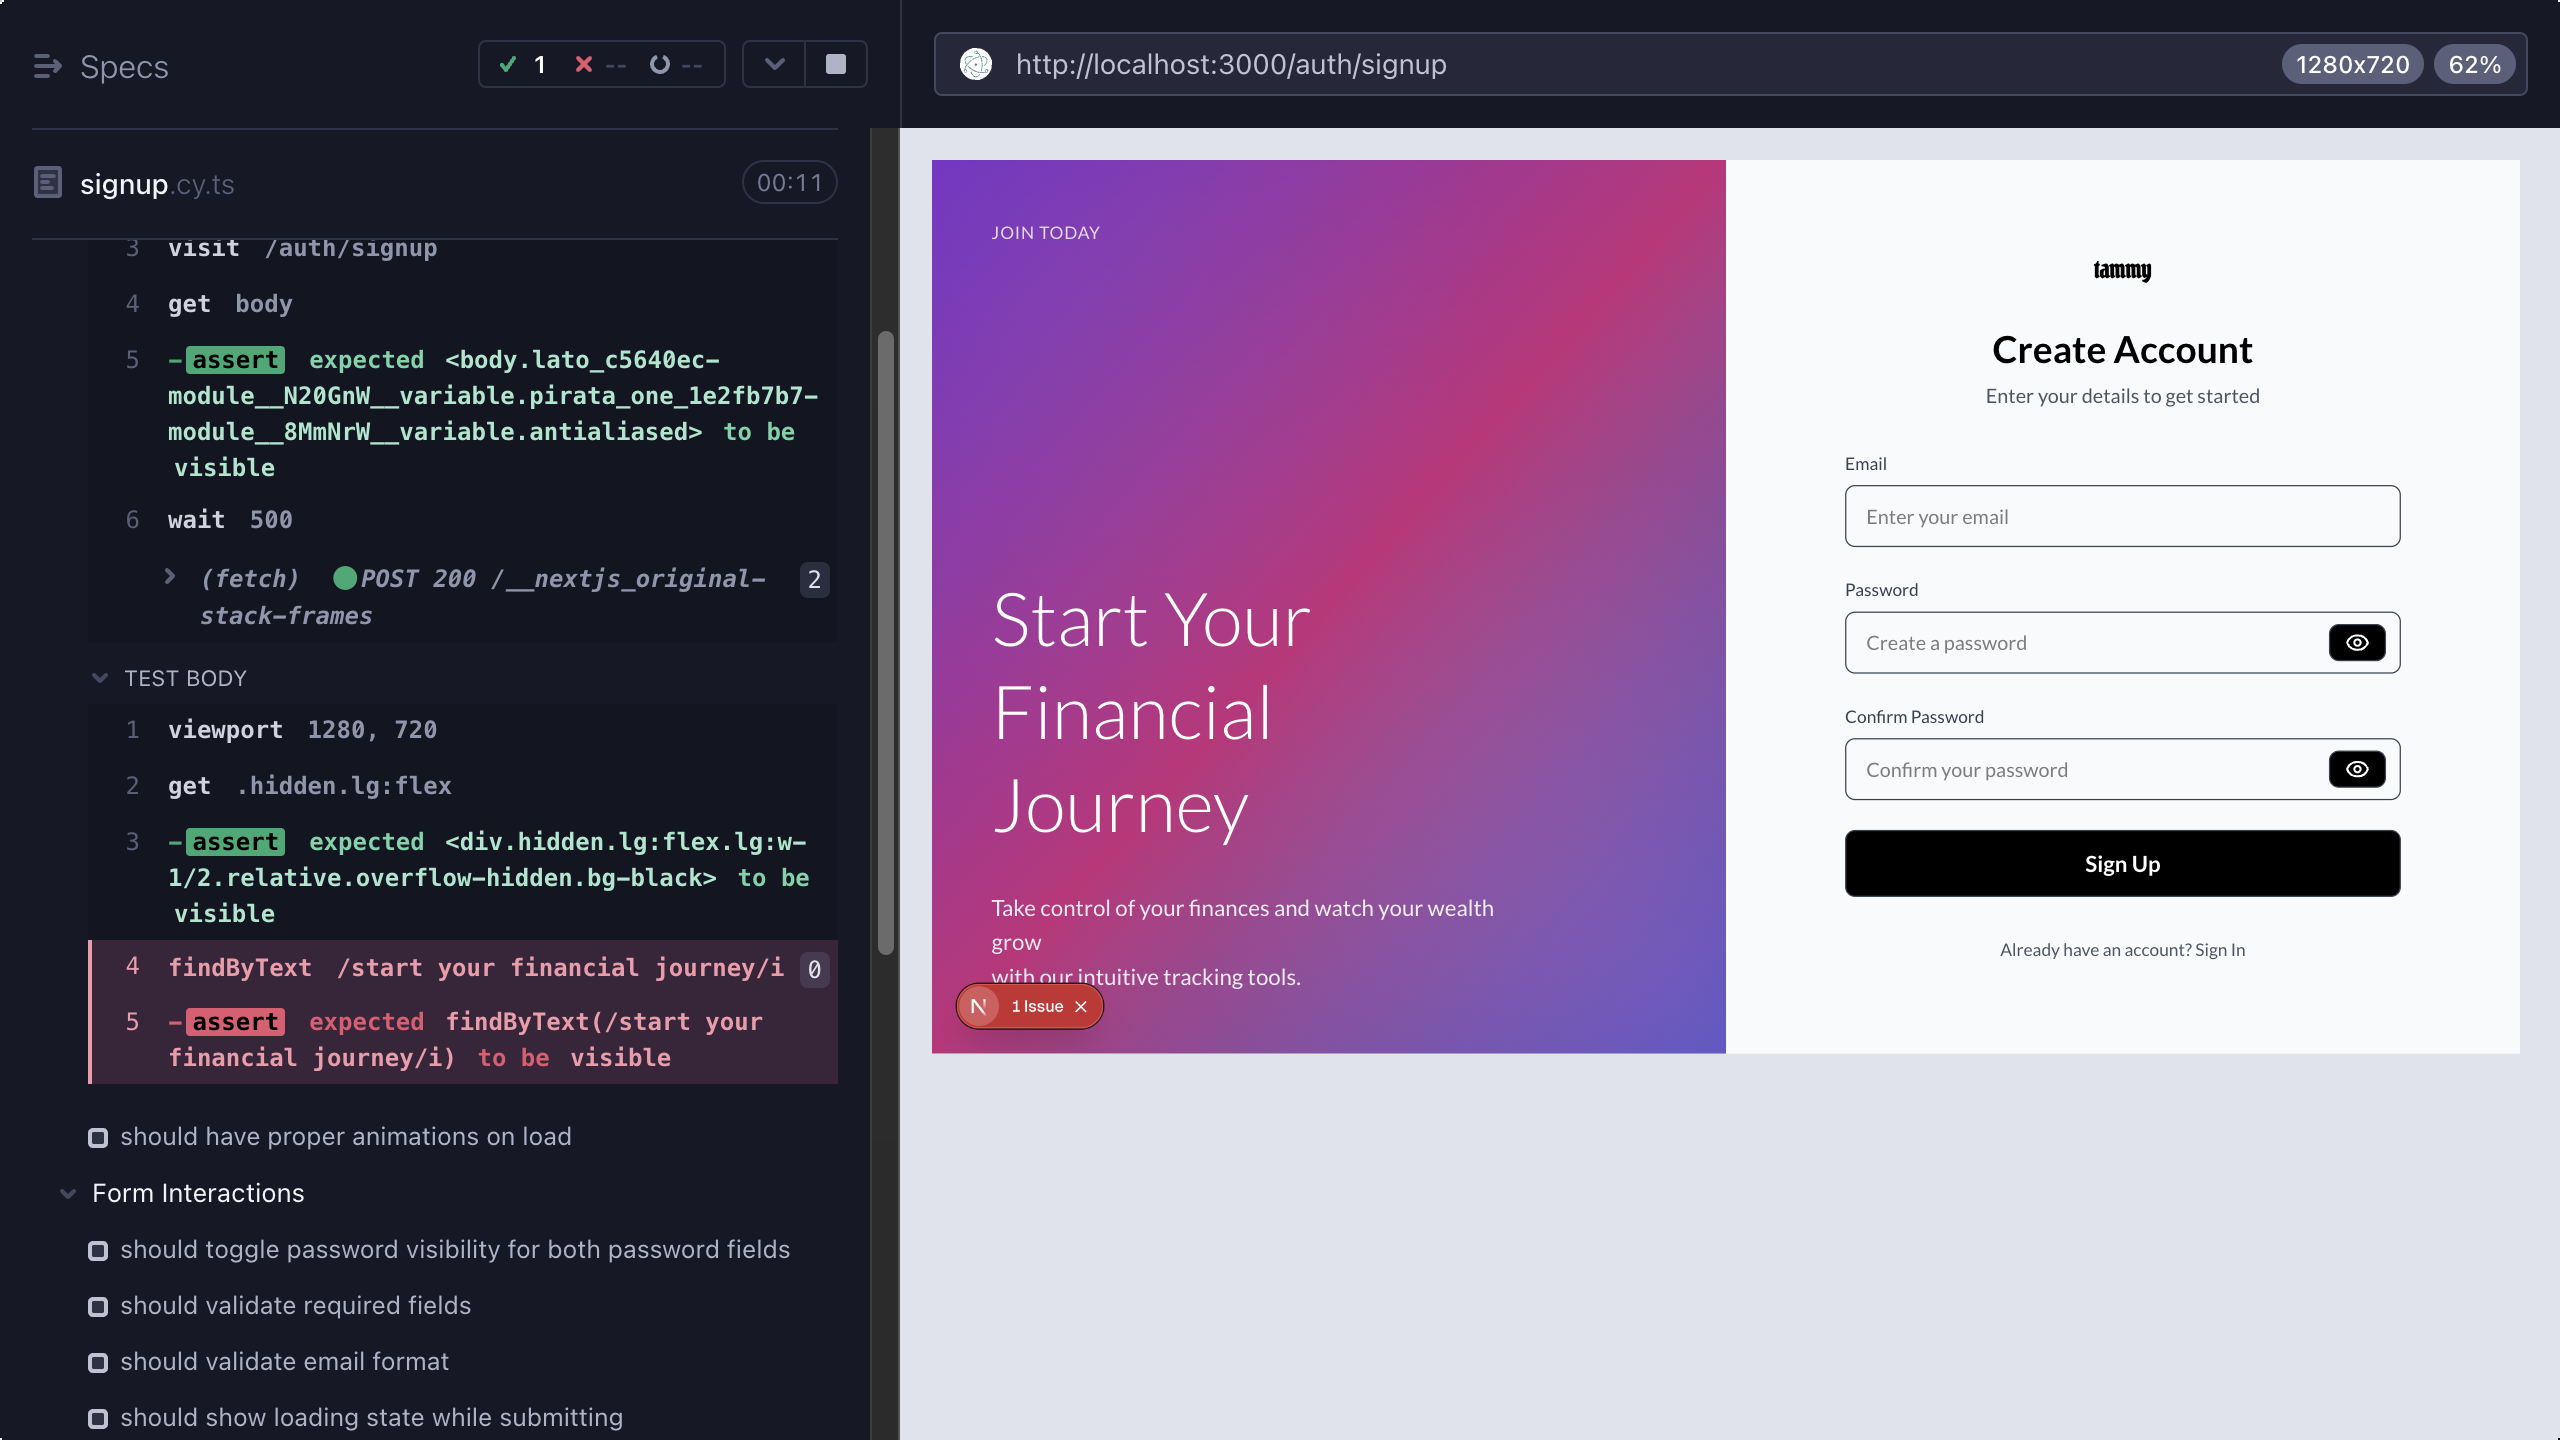 Specs
1 -- --
signup.cy.ts
00:11
3 visit /auth/signup
4 get body
5 -assert expected <body.lato_c5640ec-
module__N20GnW__variable.pirata_one_1e2fb7b7-
module__8MmNrW__variable.antialiased> to be
visible
6 wait 500
(fetch) POST 200 /__nextjs_original-
stack-frames
2
TEST BODY
1 viewport 1280, 720
2 get .hidden.lg:flex
3 -assert expected <div.hidden.lg:flex.lg:w-
1/2.relative.overflow-hidden.bg-black> to be
visible
4 findByText /start your financial journey/i 0
5 -assert expected findByText(/start your
financial journey/i) to be visible
should have proper animations on load
Form Interactions
should toggle password visibility for both password fields
should validate required fields
should validate email format
should show loading state while submitting
http://localhost:3000/auth/signup
1280x720
62%
JOIN TODAY
Start Your
Financial
Journey
Take control of your finances and watch your wealth
grow
with our intuitive tracking tools.
N 1 Issue
tammy
Create Account
Enter your details to get started
Email
Enter your email
Password
Create a password
Confirm Password
Confirm your password
Sign Up
Already have an account? Sign In